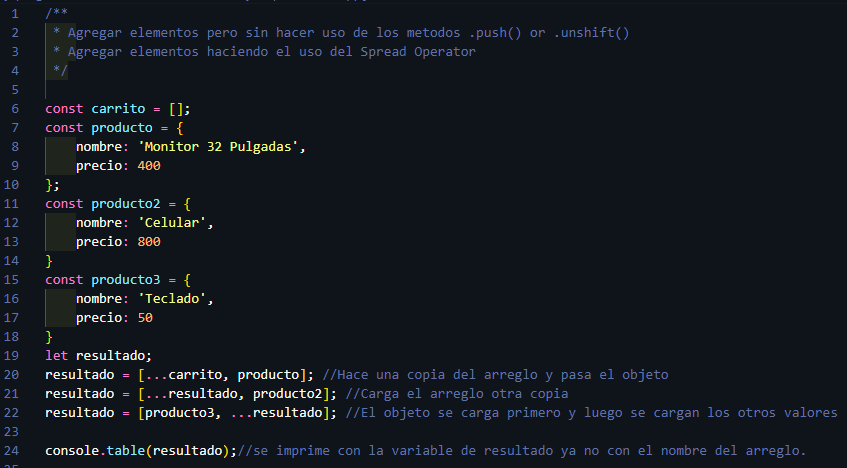 1 /**
2 * Agregar elementos pero sin hacer uso de los metodos .push() or .unshift()
3 * Agregar elementos haciendo el uso del Spread Operator
4 */
5
6 const carrito = [];
7 const producto = {
8 nombre: 'Monitor 32 Pulgadas',
9 precio: 400
10 };
11 const producto2 = {
12 nombre: 'Celular',
13 precio: 800
14 }
15 const producto3 = {
16 nombre: 'Teclado',
17 precio: 50
18 }
19 let resultado;
20 resultado = [...carrito, producto]; //Hace una copia del arreglo y pasa el objeto
21 resultado = [...resultado, producto2]; //Carga el arreglo otra copia
22 resultado = [producto3, ...resultado]; //El objeto se carga primero y luego se cargan los otros valores
23
24 console.table(resultado);//se imprime con la variable de resultado ya no con el nombre del arreglo.